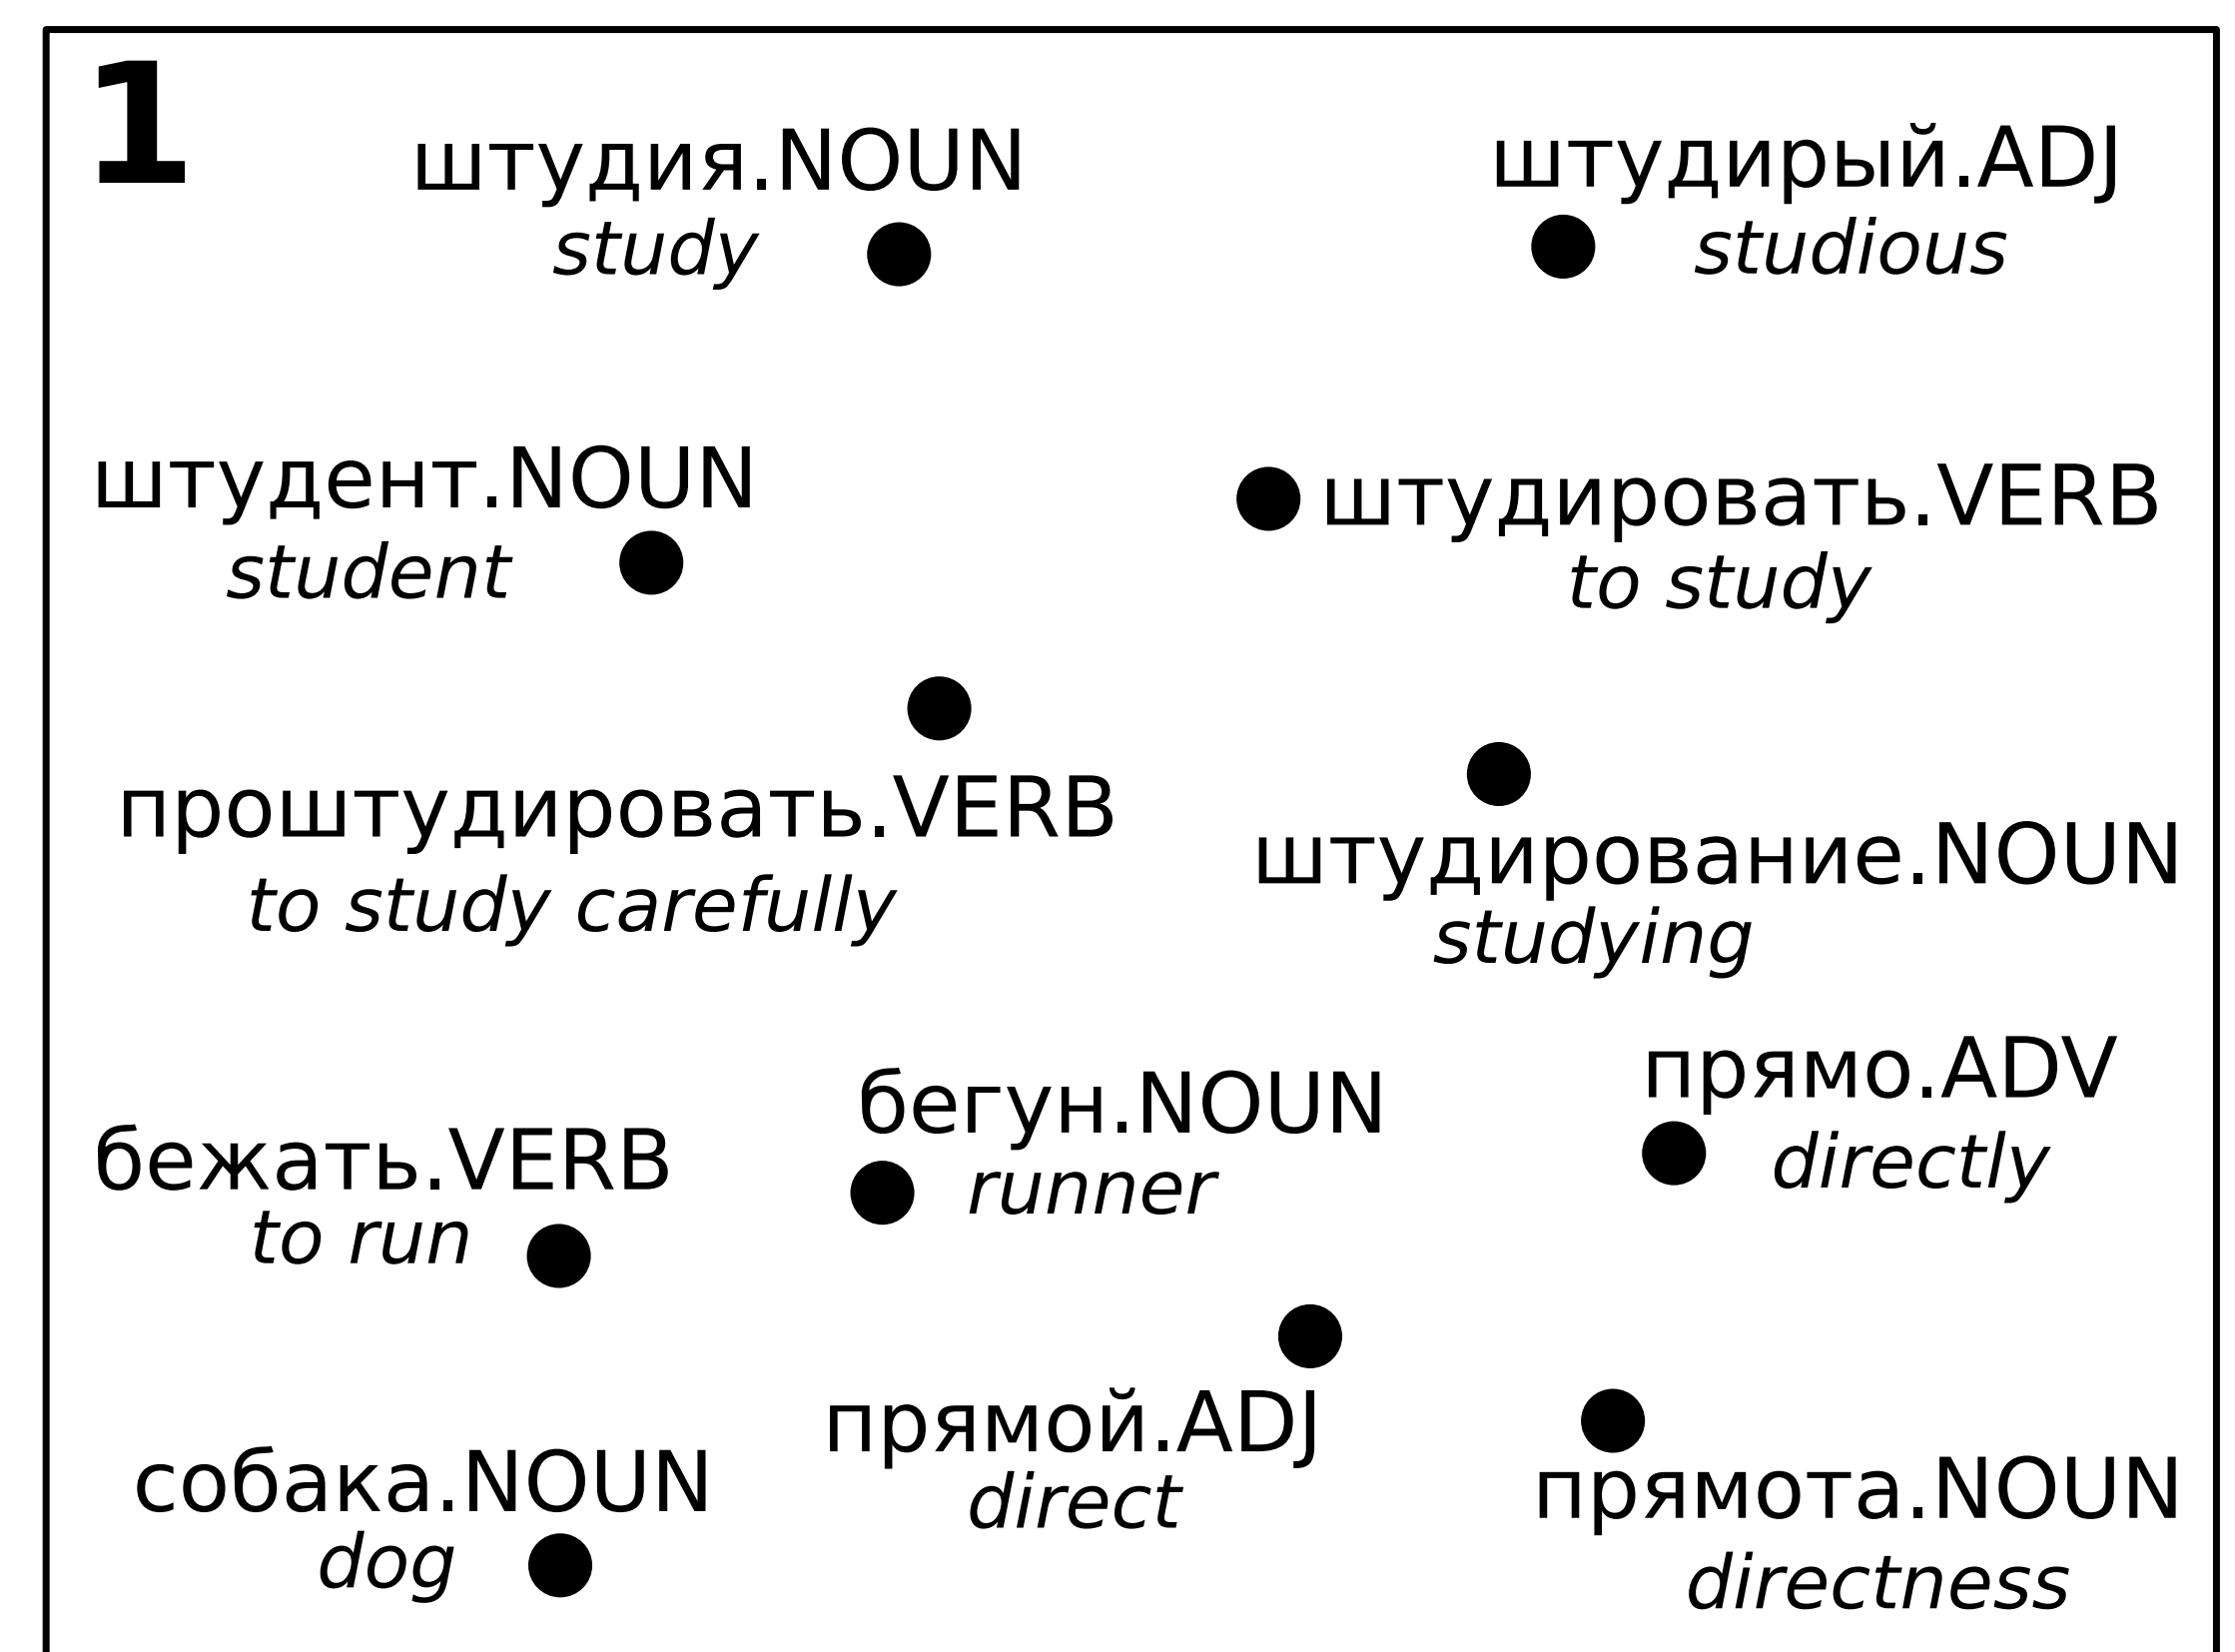 1
штудия.NOUN
study
штудирый.ADJ
studious
штудент.NOUN
student
штудировать.VERB
to study
проштудировать.VERB
to study carefully
штудирование.NOUN
studying
бежать.VERB
to run
бегун.NOUN
runner
прямо.ADV
directly
прямой.ADJ
direct
собака.NOUN
dog
прямота.NOUN
directness